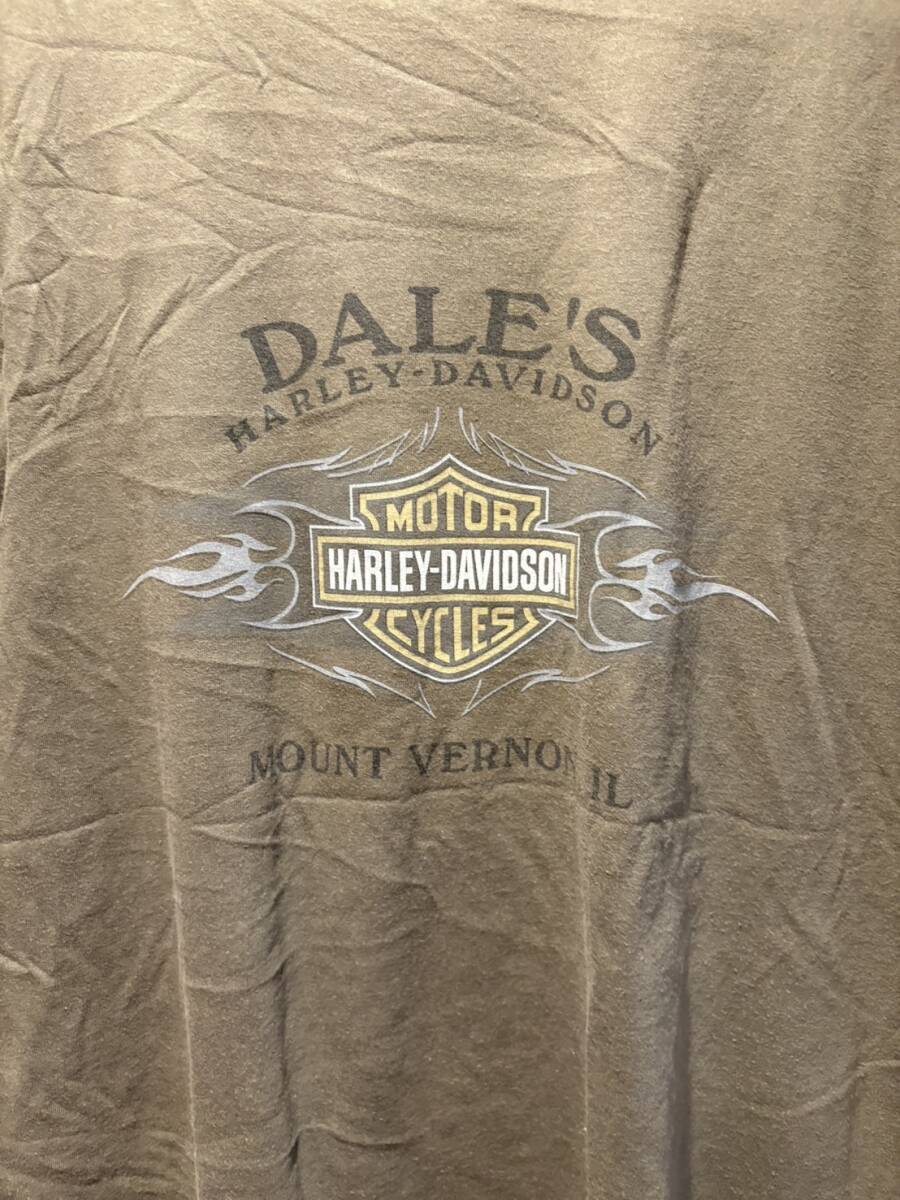 DALE'S
HARLEY-DAVIDSON
MOTOR
HARLEY-DAVIDSON
CYCLES
MOUNT VERNON IL